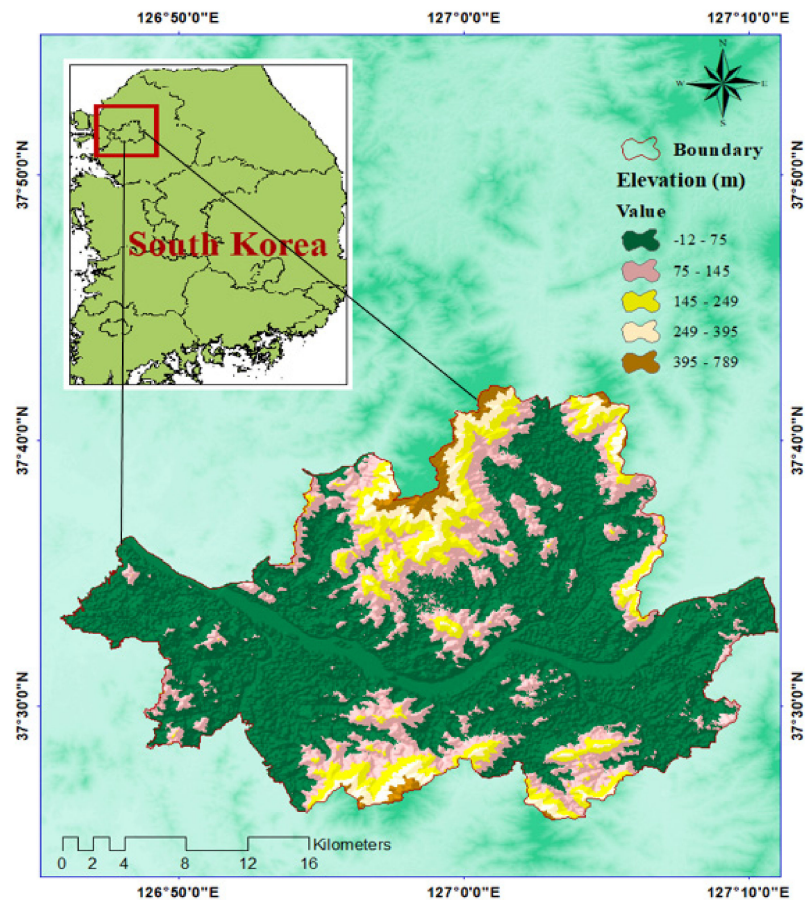 126°50'0"E 127°0'0"E 127°10'0"E
N
W E
S
37°50'0"N 37°50'0"N
Boundary
Elevation (m)
Value
-12 - 75
75 - 145
145 - 249
249 - 395
395 - 789
South Korea
37°40'0"N 37°40'0"N
37°30'0"N 37°30'0"N
Kilometers
0 2 4 8 12 16
126°50'0"E 127°0'0"E 127°10'0"E